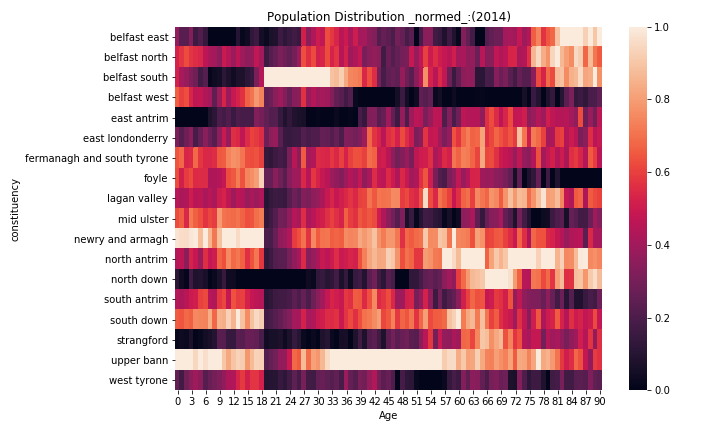 Population Distribution _normed_:(2014)
constituency
belfast east
belfast north
belfast south
belfast west
east antrim
east londonderry
fermanagh and south tyrone
foyle
lagan valley
mid ulster
newry and armagh
north antrim
north down
south antrim
south down
strangford
upper bann
west tyrone
0 3 6 9 12 15 18 21 24 27 30 33 36 39 42 45 48 51 54 57 60 63 66 69 72 75 78 81 84 87 90
Age
1.0
0.8
0.6
0.4
0.2
0.0